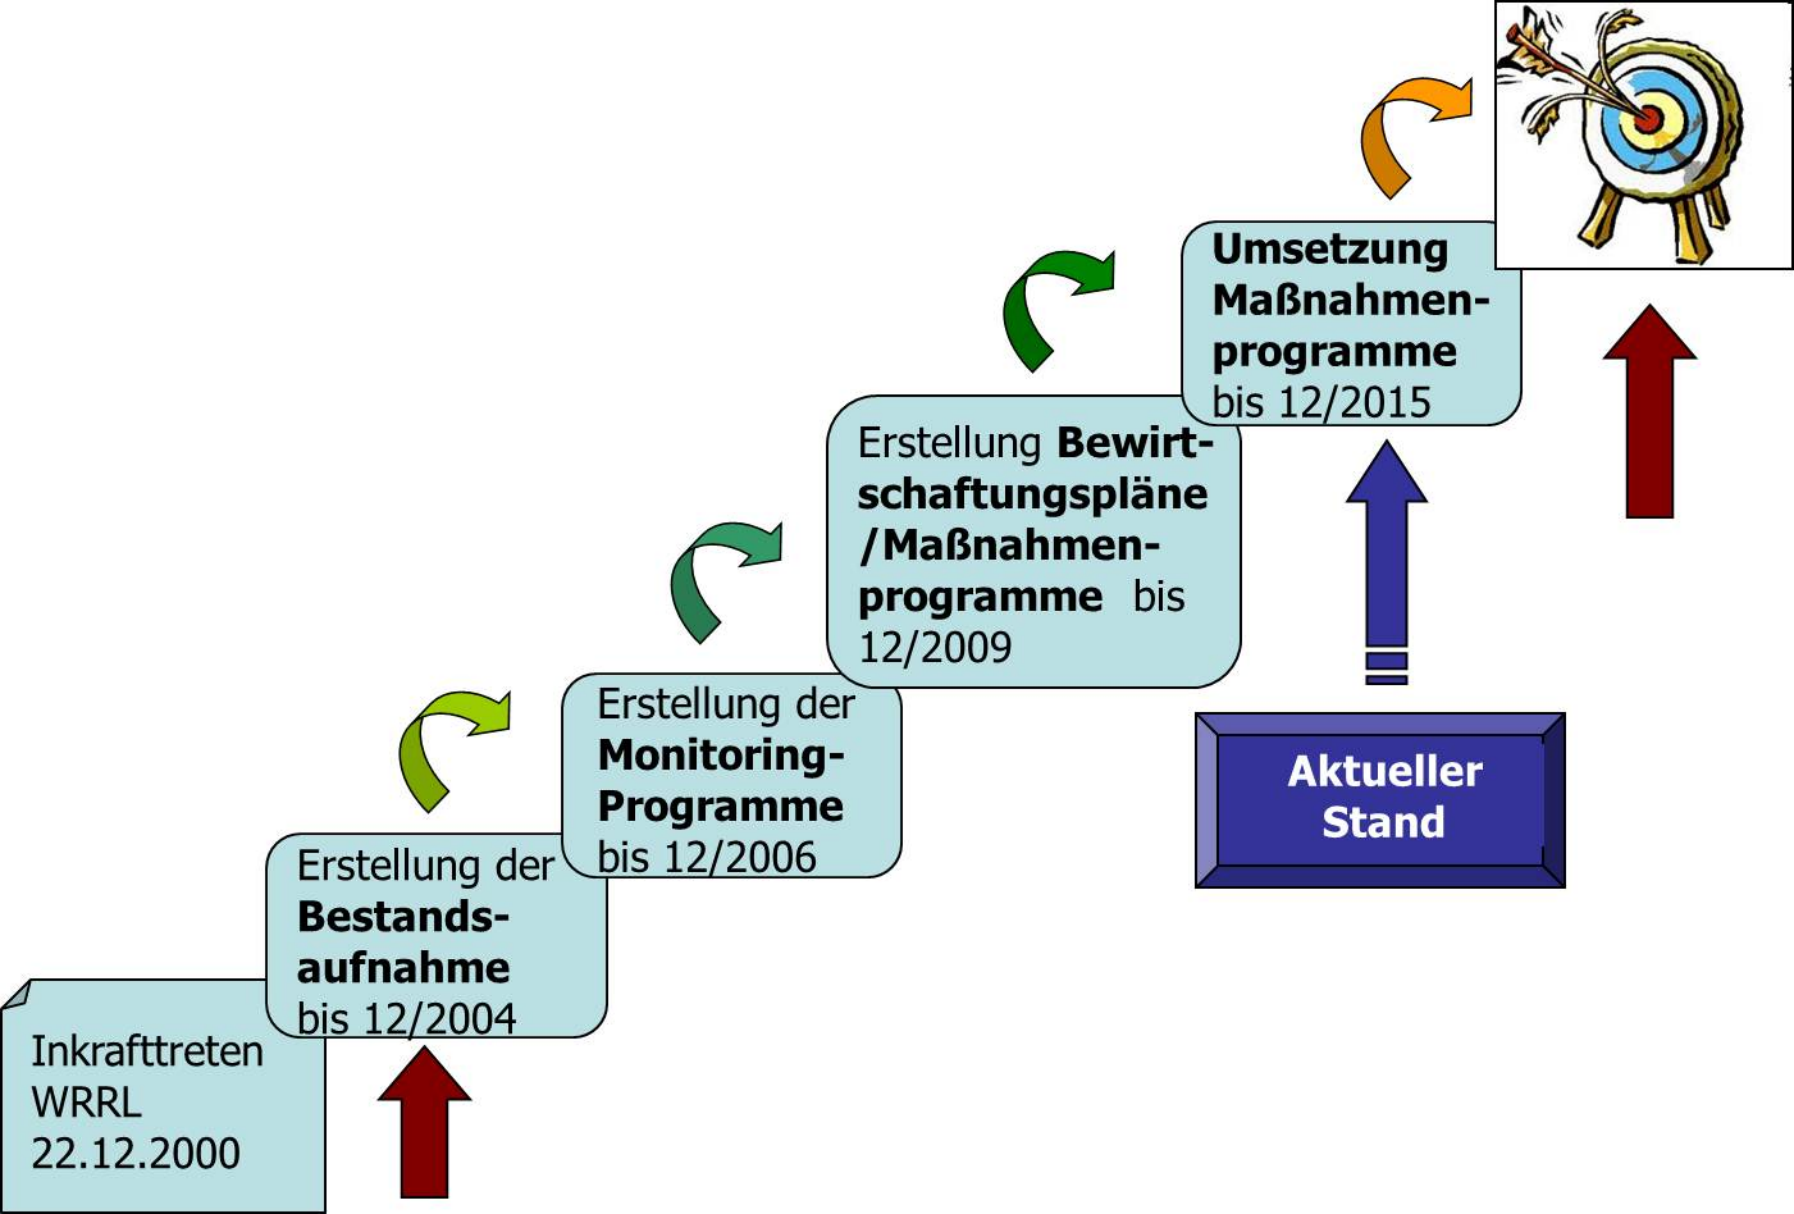 Inkrafttreten
WRRL
22.12.2000
Erstellung der
Bestands-
aufnahme
bis 12/2004
Erstellung der
Monitoring-
Programme
bis 12/2006
Erstellung Bewirt-
schaftungspläne
/Maßnahmen-
programme bis
12/2009
Umsetzung
Maßnahmen-
programme
bis 12/2015
Aktueller
Stand